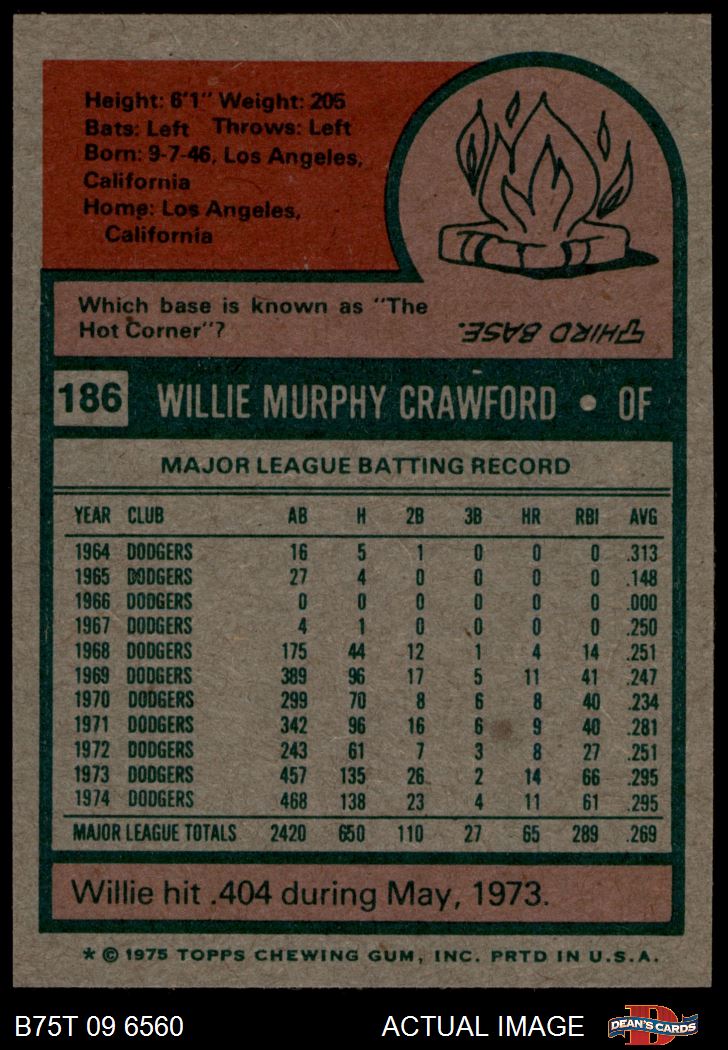 Height: 6'1" Weight: 205
Bats: Left Throws: Left
Born: 9-7-46, Los Angeles,
California
Home: Los Angeles,
California
Which base is known as "The
Hot Corner"?
THIRD BASE.
186 WILLIE MURPHY CRAWFORD • OF
MAJOR LEAGUE BATTING RECORD
YEAR CLUB AB H 2B 3B HR RBI AVG
1964 DODGERS 16 5 1 0 0 0 .313
1965 DODGERS 27 4 0 0 0 0 .148
1966 DODGERS 0 0 0 0 0 0 .000
1967 DODGERS 4 1 0 0 0 0 .250
1968 DODGERS 175 44 12 1 4 14 .251
1969 DODGERS 389 96 17 5 11 41 .247
1970 DODGERS 299 70 8 6 8 40 .234
1971 DODGERS 342 96 16 6 9 40 .281
1972 DODGERS 243 61 7 3 8 27 .251
1973 DODGERS 457 135 26 2 14 66 .295
1974 DODGERS 468 138 23 4 11 61 .295
MAJOR LEAGUE TOTALS 2420 650 110 27 65 289 .269
Willie hit .404 during May, 1973.
* © 1975 TOPPS CHEWING GUM, INC. PRTD IN U.S.A.
B75T 09 6560 ACTUAL IMAGE D DEAN'S CARDS